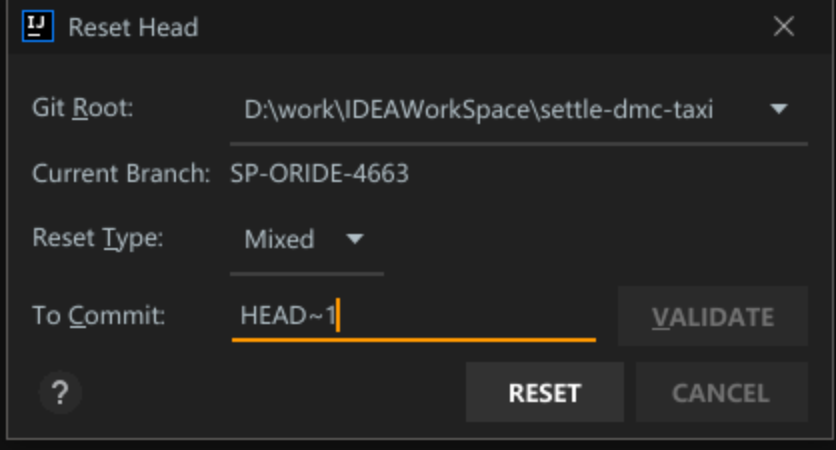 IJ
Reset Head
Git Root: D:\work\IDEAWorkSpace\settle-dmc-taxi
Current Branch: SP-ORIDE-4663
Reset Type: Mixed
To Commit: HEAD~1 VALIDATE
? RESET CANCEL